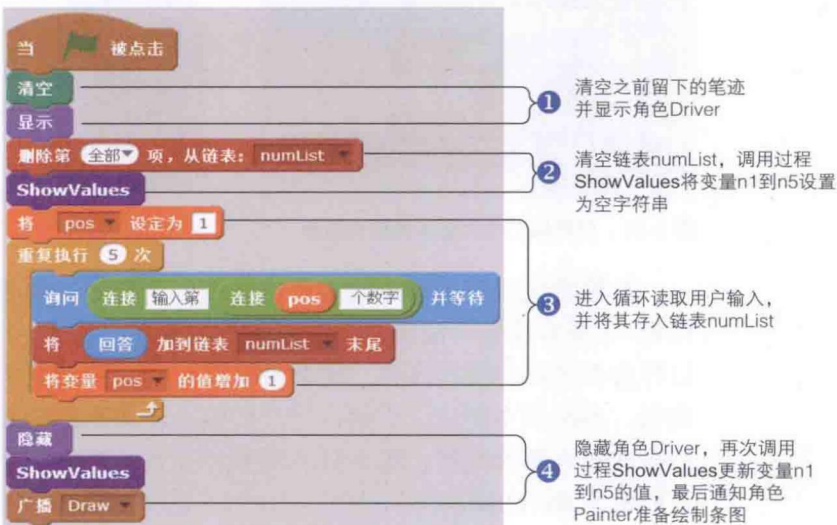 当 被点击
清空
显示
删除第 全部 项，从链表： numList
ShowValues
将 pos 设定为 1
重复执行 5 次
询问 连接 输入第 连接 pos 个数字 并等待
将 回答 加到链表 numList 末尾
将变量 pos 的值增加 1
隐藏
ShowValues
广播 Draw
1 清空之前留下的笔迹
并显示角色Driver
2 清空链表numList，调用过程
ShowValues将变量n1到n5设置
为空字符串
3 进入循环读取用户输入，
并将其存入链表numList
4 隐藏角色Driver，再次调用
过程ShowValues更新变量n1
到n5的值，最后通知角色
Painter准备绘制条图